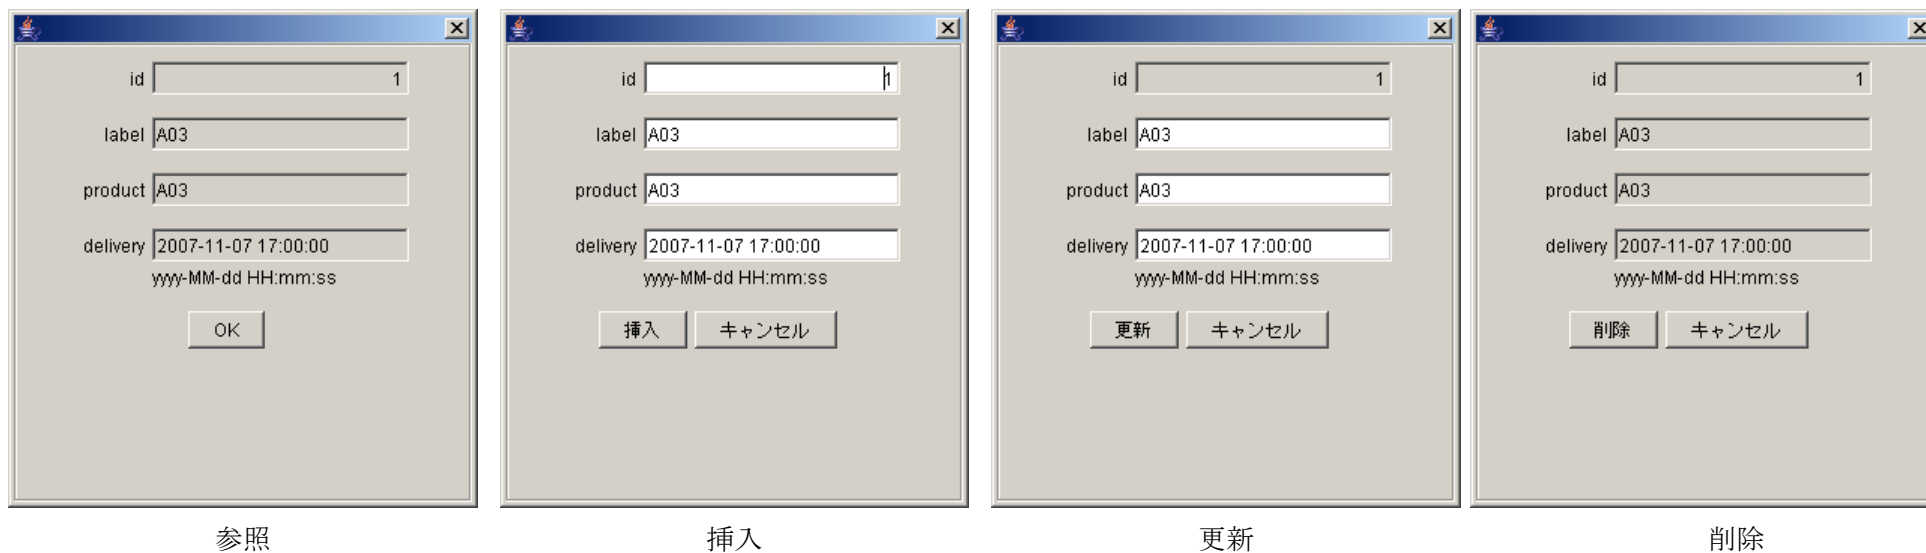 id 1
label A03
product A03
delivery 2007-11-07 17:00:00
yyyy-MM-dd HH:mm:ss
OK
参照
id 1
label A03
product A03
delivery 2007-11-07 17:00:00
yyyy-MM-dd HH:mm:ss
挿入 キャンセル
挿入
id 1
label A03
product A03
delivery 2007-11-07 17:00:00
yyyy-MM-dd HH:mm:ss
更新 キャンセル
更新
id 1
label A03
product A03
delivery 2007-11-07 17:00:00
yyyy-MM-dd HH:mm:ss
削除 キャンセル
削除